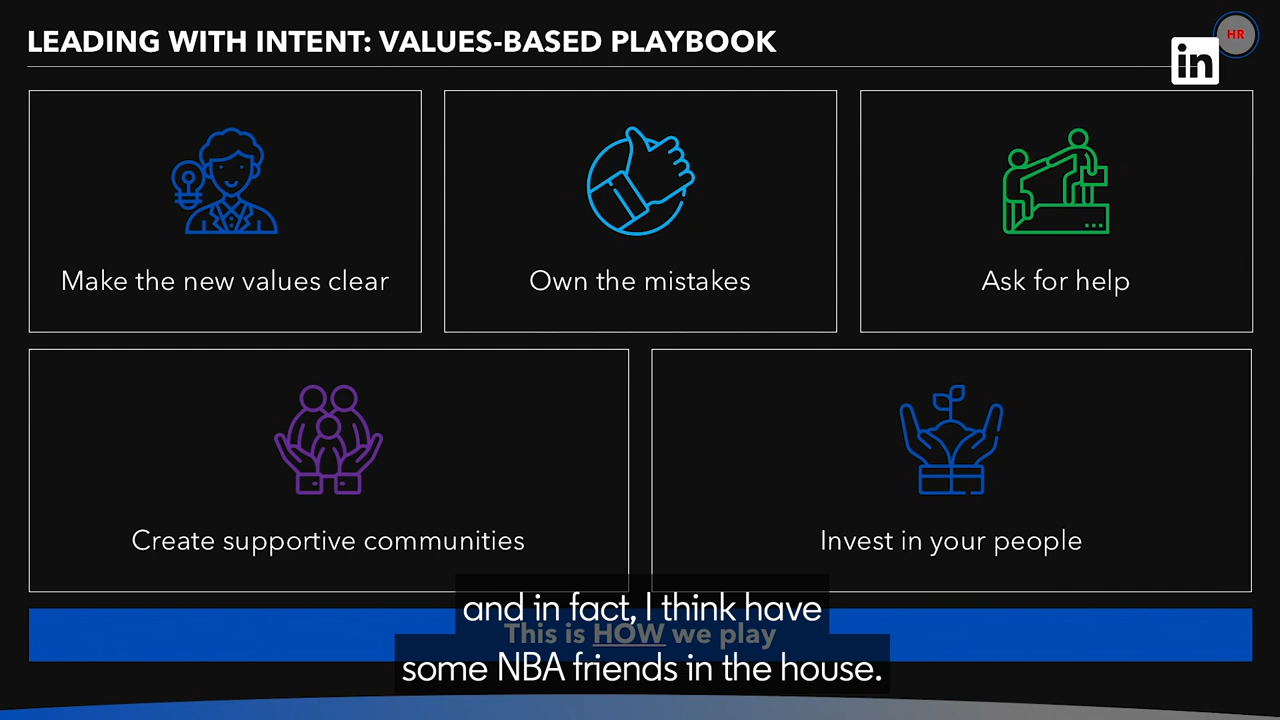 LEADING WITH INTENT: VALUES-BASED PLAYBOOK
HR
in
Make the new values clear
Own the mistakes
Ask for help
Create supportive communities
Invest in your people
This is HOW we play
and in fact, I think have
some NBA friends in the house.